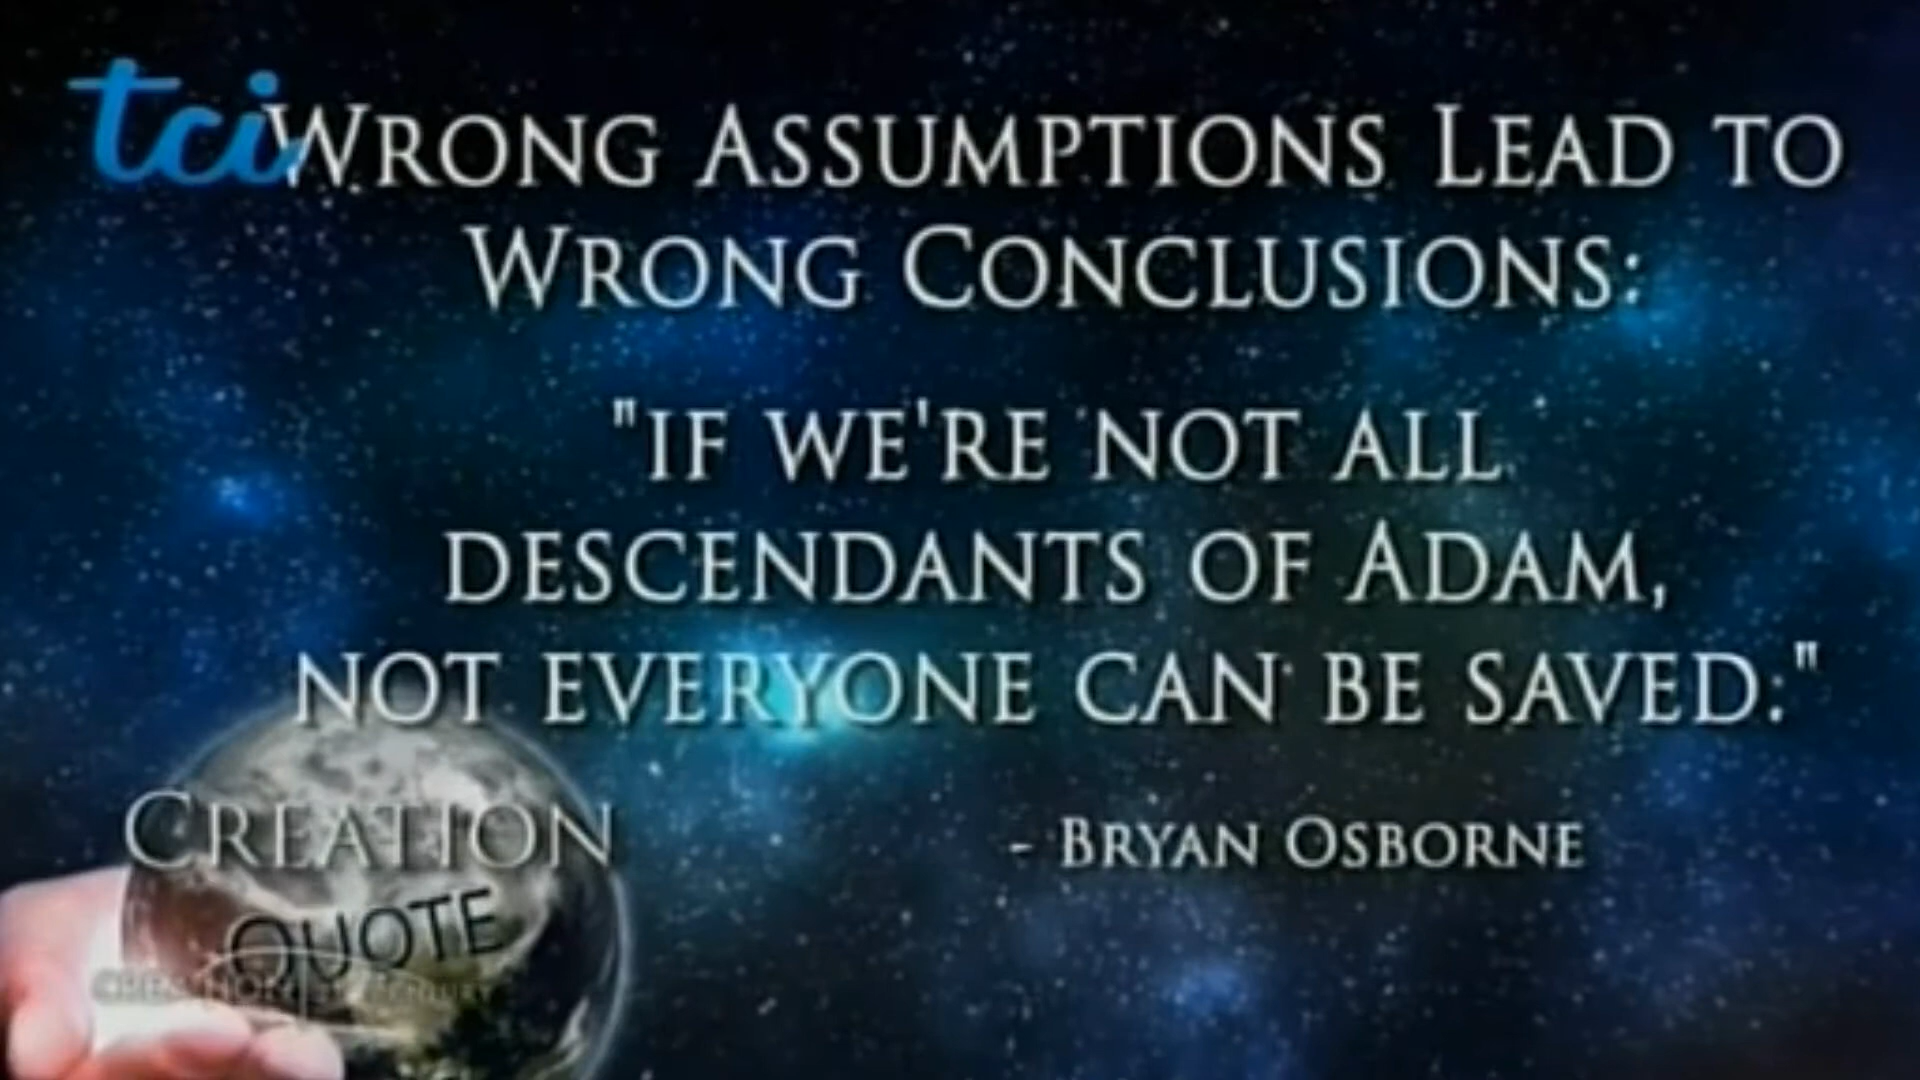 tci
Wrong Assumptions Lead to
Wrong Conclusions:
"if we're not all
descendants of Adam,
not everyone can be saved."
- Bryan Osborne
Creation
Quote